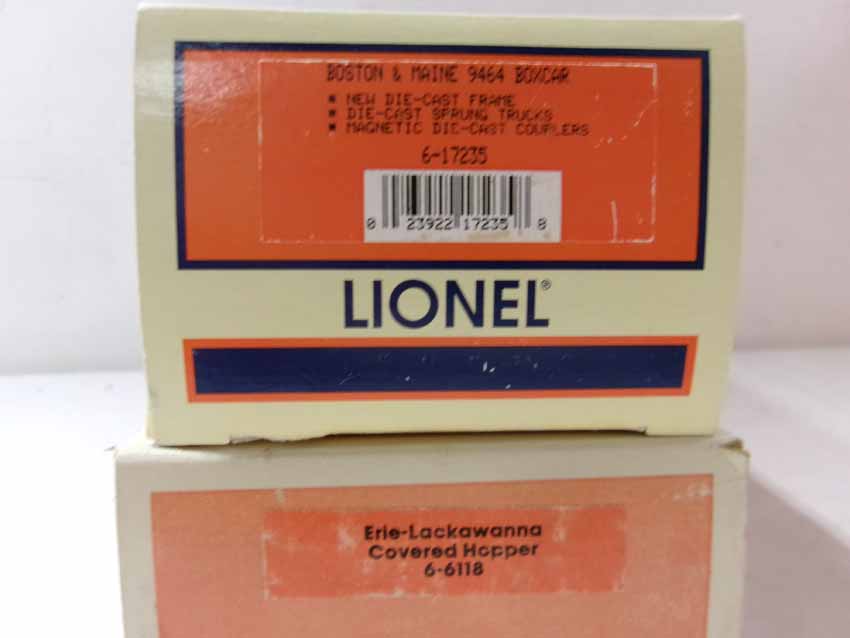 BOSTON & MAINE 9464 BOXCAR
■ NEW DIE-CAST FRAME
■ DIE-CAST SPRUNG TRUCKS
■ MAGNETIC DIE-CAST COUPLERS
6-17235
0 23922 17235 8
LIONEL®
Erie-Lackawanna
Covered Hopper
6-6118